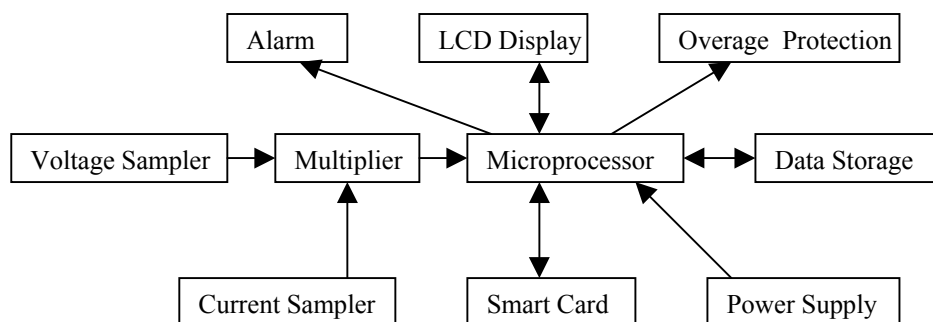 Alarm
LCD Display
Overage Protection
Voltage Sampler
Multiplier
Microprocessor
Data Storage
Current Sampler
Smart Card
Power Supply